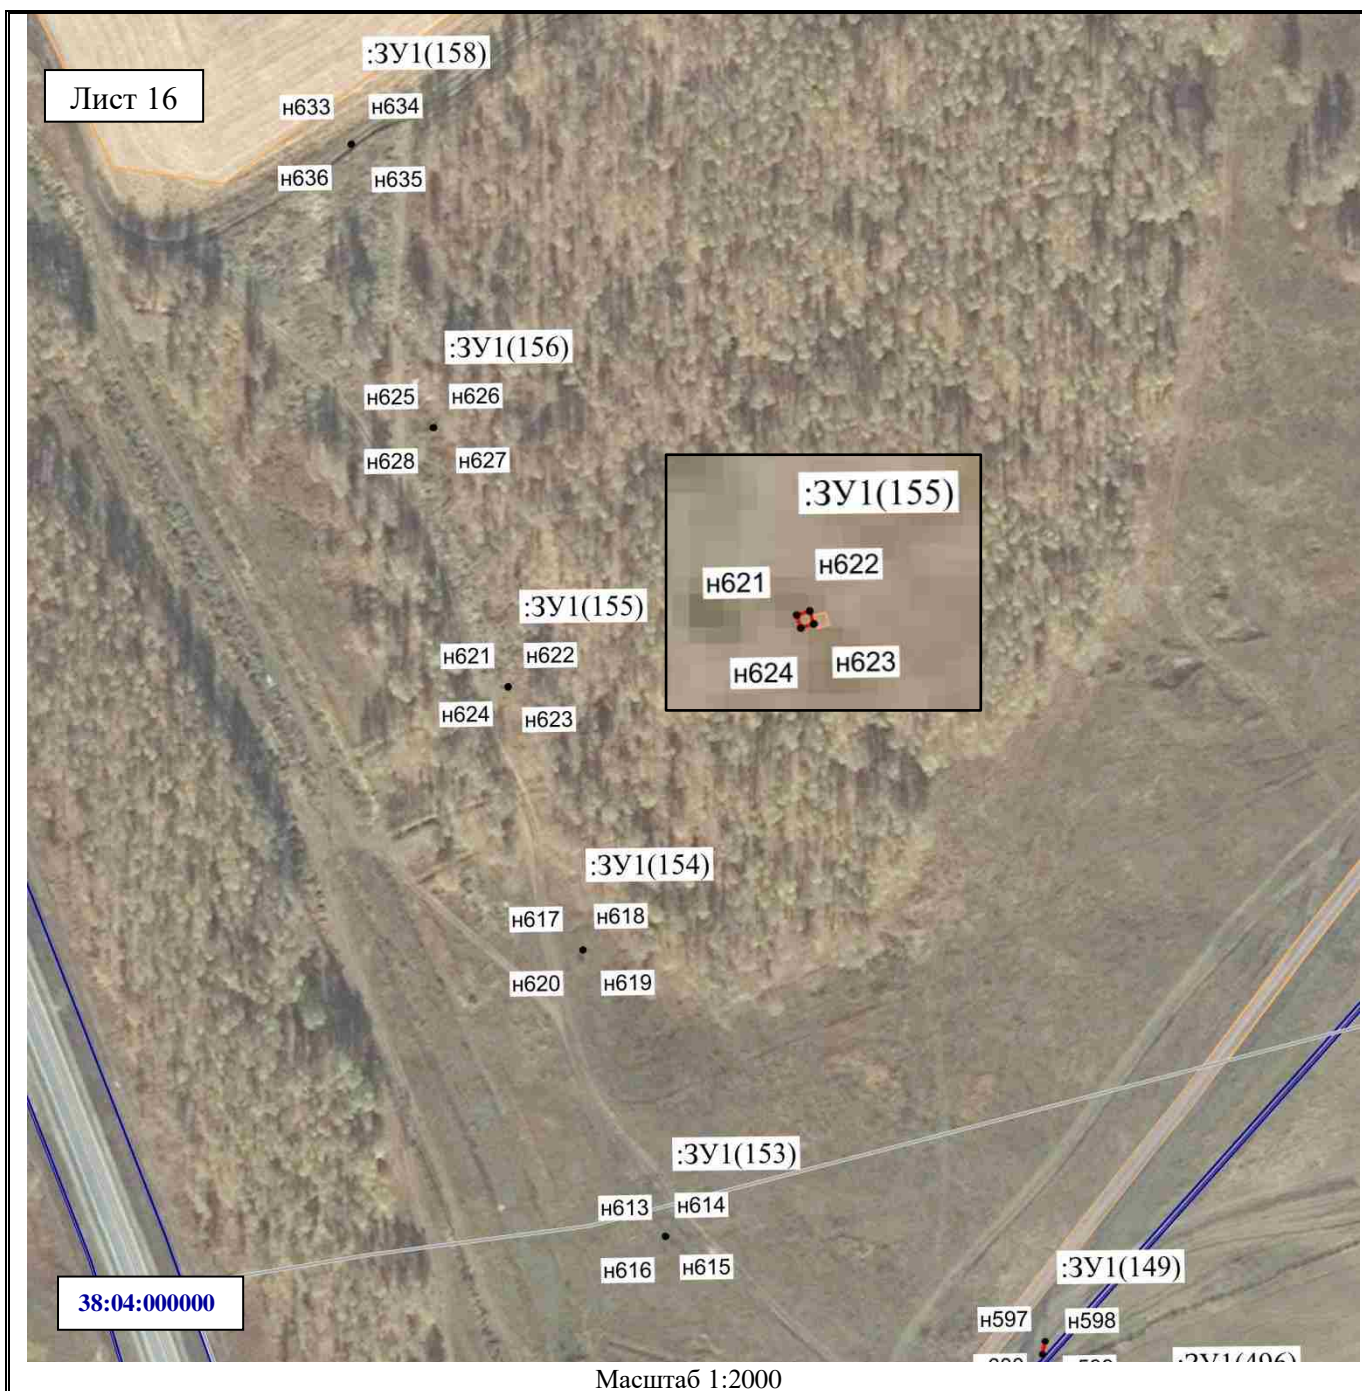 :ЗУ1(158)
Лист 16
н633 н634
н636 н635
:ЗУ1(156)
н625 н626
н628 н627
:ЗУ1(155)
н622
н621
н623
н624
:ЗУ1(155)
н621 н622
н624 н623
:ЗУ1(154)
н617 н618
н620 н619
:ЗУ1(153)
н613 н614
н616 н615
:ЗУ1(149)
38:04:000000
н597 н598
:ЗУ1(496)
Масштаб 1:2000